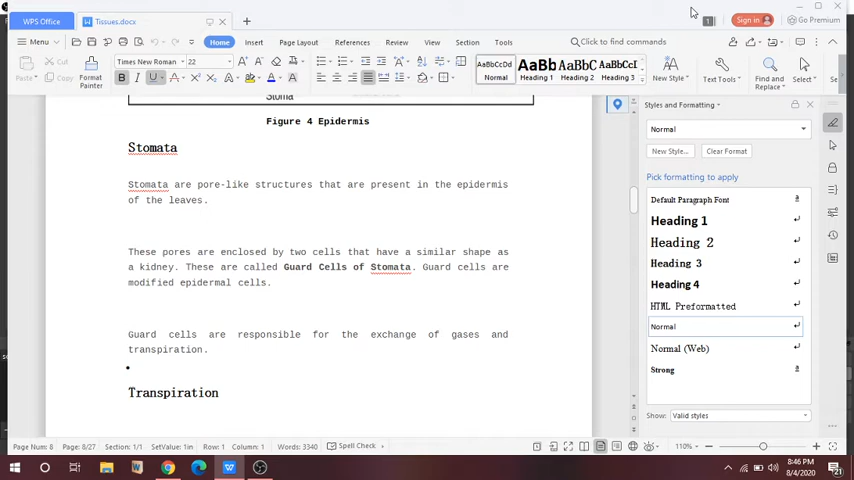 WPS Office
Tissues.docx
1
Sign in
Go Premium
Menu
Home
Insert
Page Layout
References
Review
View
Section
Tools
Click to find commands
Paste
Cut
Copy
Format Painter
Times New Roman
22
B I U A X² X₂ A ab A A
AaBbCcDd
Normal
AaBb
Heading 1
AaBbC
Heading 2
AaBbCcI
Heading 3
New Style
Text Tools
Find and Replace
Select
Se
Stoma
Figure 4 Epidermis
Stomata
Stomata are pore-like structures that are present in the epidermis
of the leaves.
These pores are enclosed by two cells that have a similar shape as
a kidney. These are called Guard Cells of Stomata. Guard cells are
modified epidermal cells.
Guard cells are responsible for the exchange of gases and
transpiration.
Transpiration
Styles and Formatting
Normal
New Style...
Clear Format
Pick formatting to apply
Default Paragraph Font a
Heading 1
Heading 2
Heading 3
Heading 4
HTML Preformatted
Normal
Normal (Web)
Strong a
Show: Valid styles
Page Num: 8 Page: 8/27 Section: 1/1 SetValue: 1in Row: 1 Column: 1 Words: 3340 Spell Check
110%
8:46 PM
8/4/2020
21